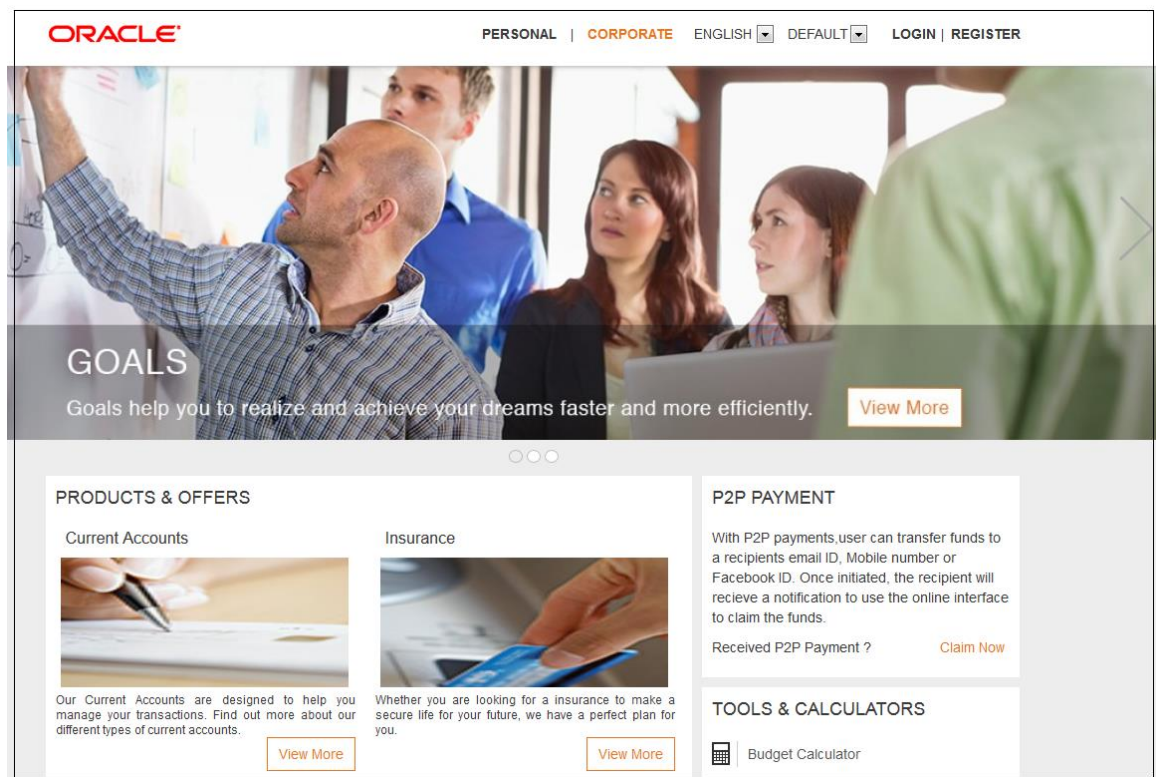 ORACLE
PERSONAL | CORPORATE ENGLISH DEFAULT LOGIN | REGISTER
GOALS
Goals help you to realize and achieve your dreams faster and more efficiently.
View More
PRODUCTS & OFFERS
Current Accounts
Our Current Accounts are designed to help you
manage your transactions. Find out more about our
different types of current accounts.
View More
Insurance
Whether you are looking for a insurance to make a
secure life for your future, we have a perfect plan for
you.
View More
P2P PAYMENT
With P2P payments,user can transfer funds to
a recipients email ID, Mobile number or
Facebook ID. Once initiated, the recipient will
recieve a notification to use the online interface
to claim the funds.
Received P2P Payment ? Claim Now
TOOLS & CALCULATORS
Budget Calculator